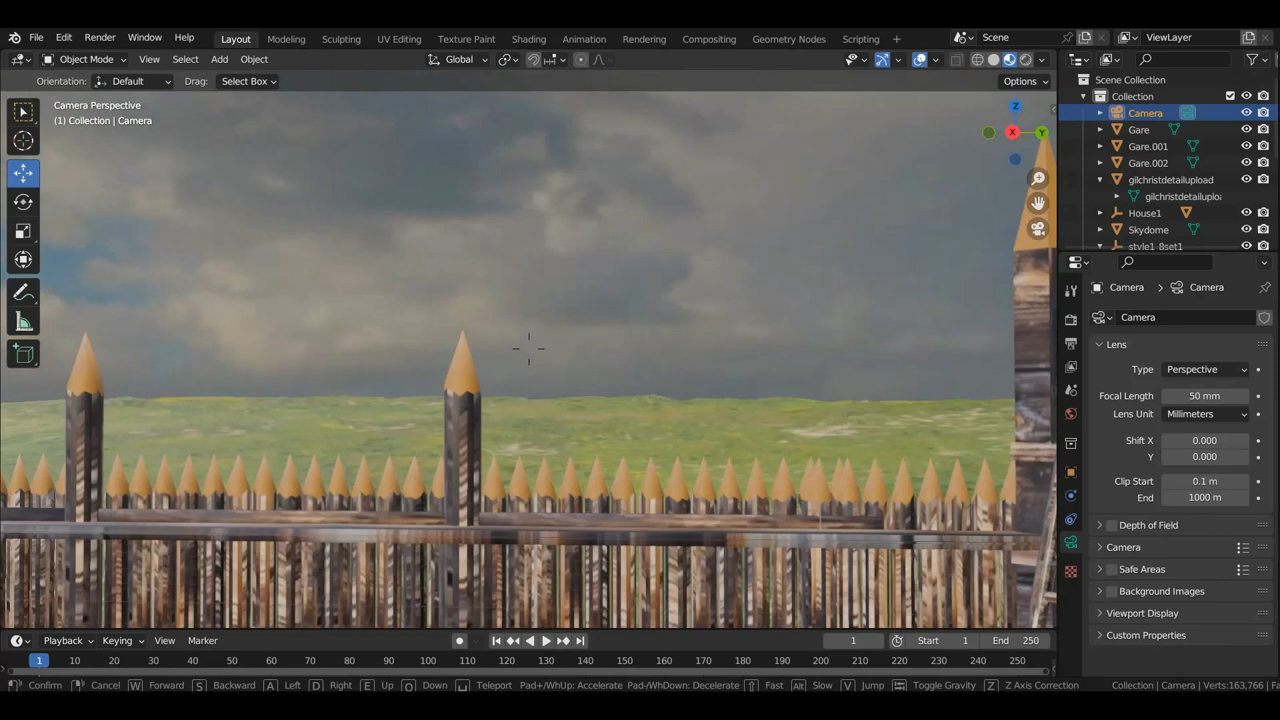 File Edit Render Window Help Layout Modeling Sculpting UV Editing Texture Paint Shading Animation Rendering Compositing Geometry Nodes Scripting + Scene ViewLayer
Object Mode View Select Add Object Global
Orientation: Default Drag: Select Box Options
Camera Perspective
(1) Collection | Camera
Z
X
Y
Scene Collection
Collection
Camera
Gare
Gare.001
Gare.002
gilchristdetailupload
gilchristdetailuploa
House1
Skydome
style1_8set1
Camera > Camera
Camera
Lens
Type Perspective
Focal Length 50 mm
Lens Unit Millimeters
Shift X 0.000
Y 0.000
Clip Start 0.1 m
End 1000 m
Depth of Field
Camera
Safe Areas
Background Images
Viewport Display
Custom Properties
Playback Keying View Marker 1 Start 1 End 250
1 10 20 30 40 50 60 70 80 90 100 110 120 130 140 150 160 170 180 190 200 210 220 230 240 250
Confirm Cancel W Forward S Backward A Left D Right E Up Q Down Teleport Pad+/WhUp: Accelerate Pad-/WhDown: Decelerate Fast Alt Slow V Jump Toggle Gravity Z Z Axis Correction Collection | Camera | Verts:163,766 | Fa